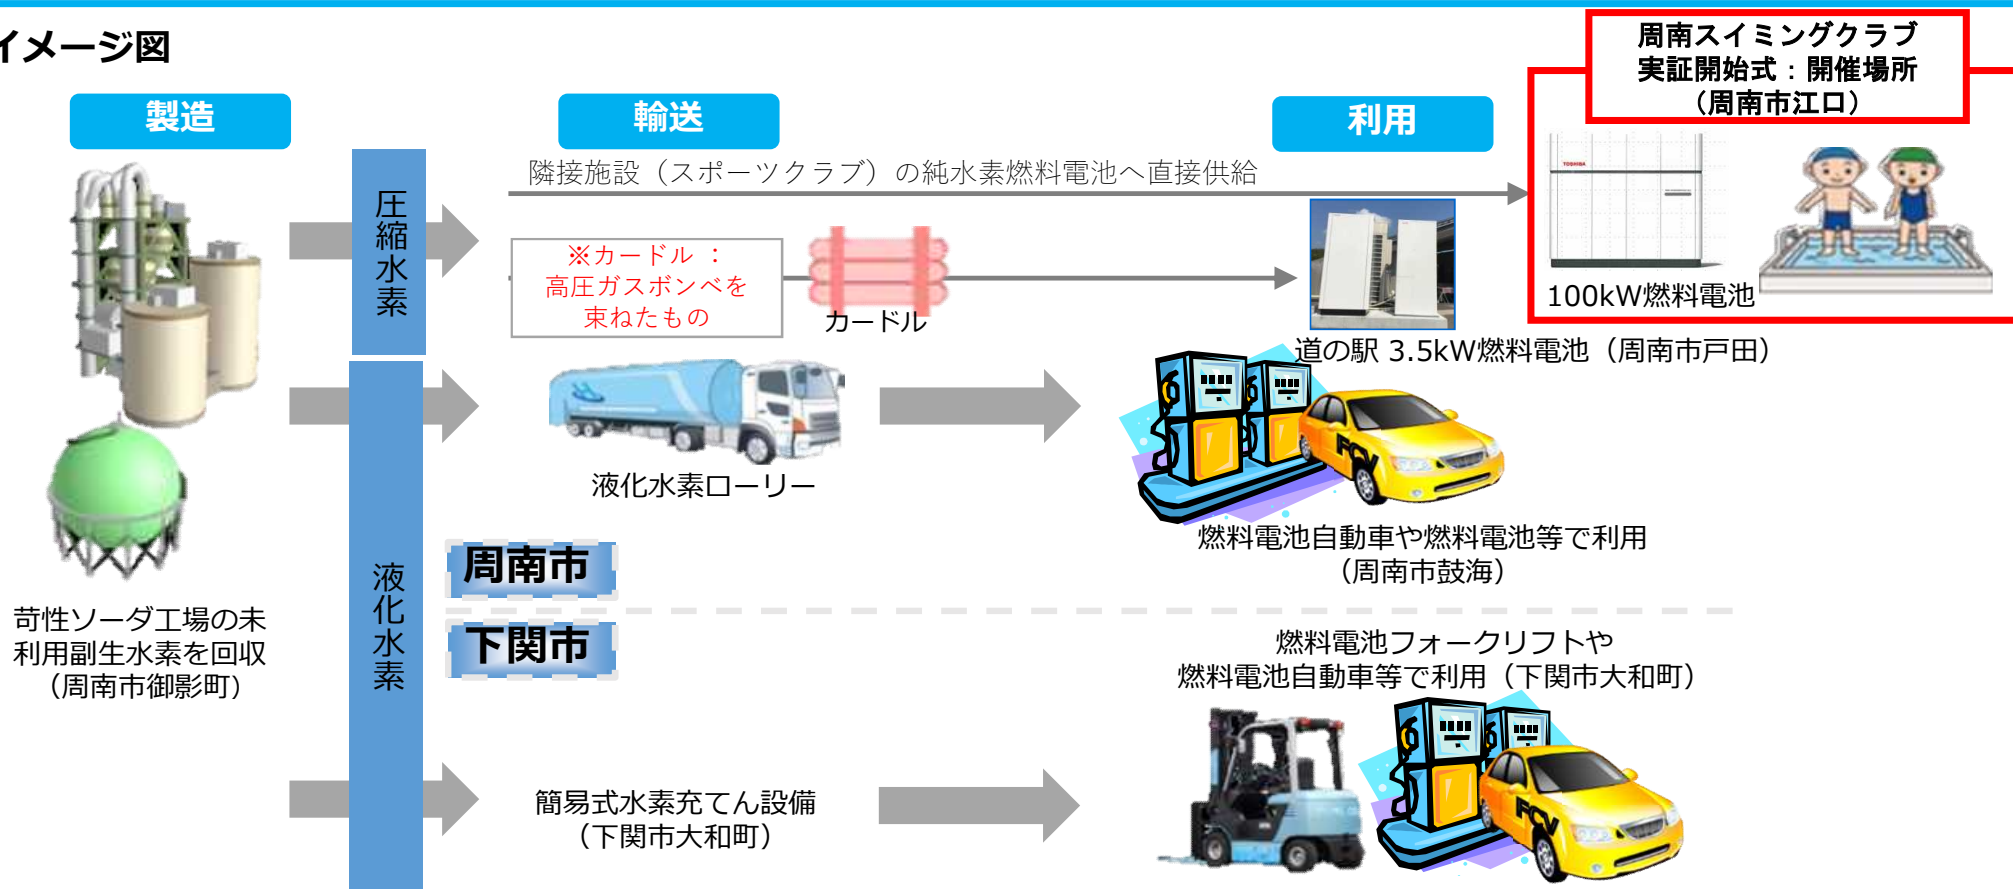 イメージ図
製造
輸送
利用
周南スイミングクラブ
実証開始式：開催場所
（周南市江口）
圧縮水素
隣接施設（スポーツクラブ）の純水素燃料電池へ直接供給
※カードル ：
高圧ガスボンベを
束ねたもの
カードル
TOSHIBA
100kW燃料電池
道の駅 3.5kW燃料電池（周南市戸田）
液化水素ローリー
FCV
燃料電池自動車や燃料電池等で利用
（周南市鼓海）
苛性ソーダ工場の未
利用副生水素を回収
（周南市御影町）
液化水素
周南市
下関市
燃料電池フォークリフトや
燃料電池自動車等で利用（下関市大和町）
簡易式水素充てん設備
（下関市大和町）
FCV